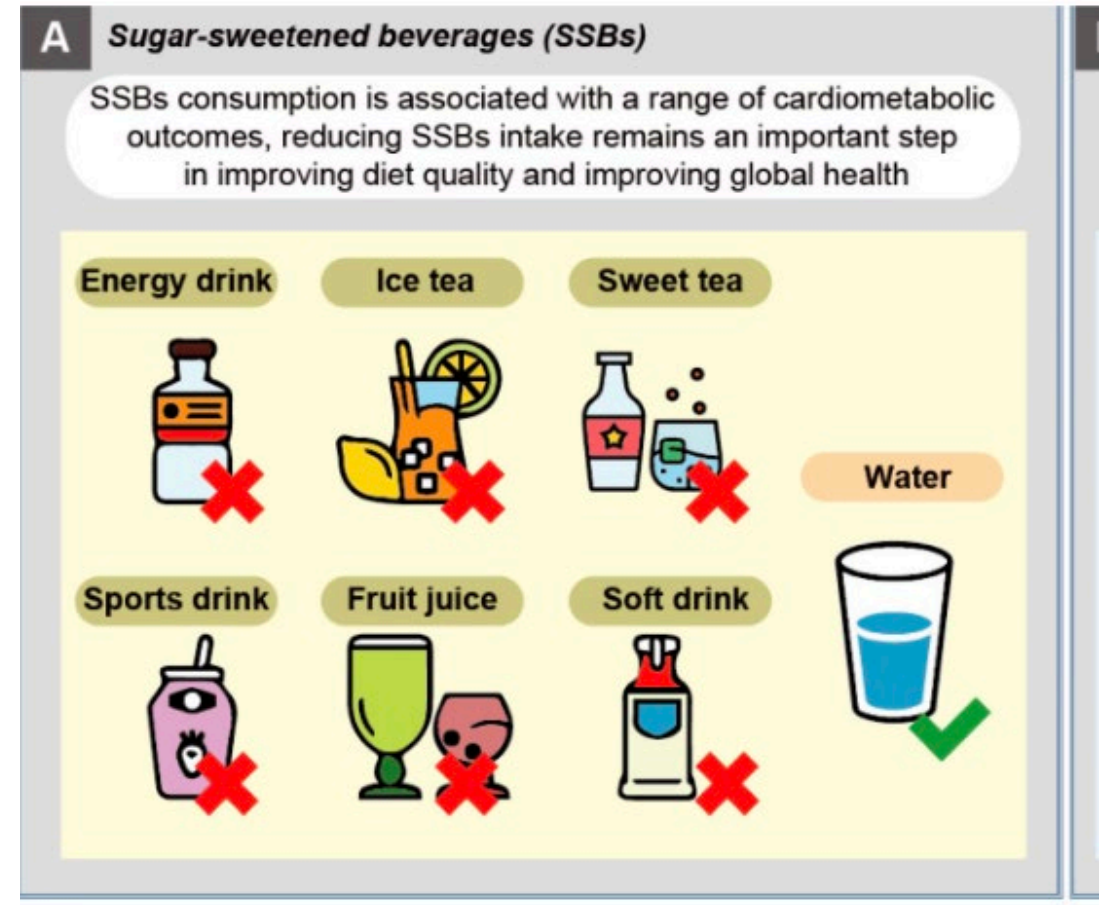 A Sugar-sweetened beverages (SSBs)
SSBs consumption is associated with a range of cardiometabolic
outcomes, reducing SSBs intake remains an important step
in improving diet quality and improving global health
Energy drink Ice tea Sweet tea
Water
Sports drink Fruit juice Soft drink